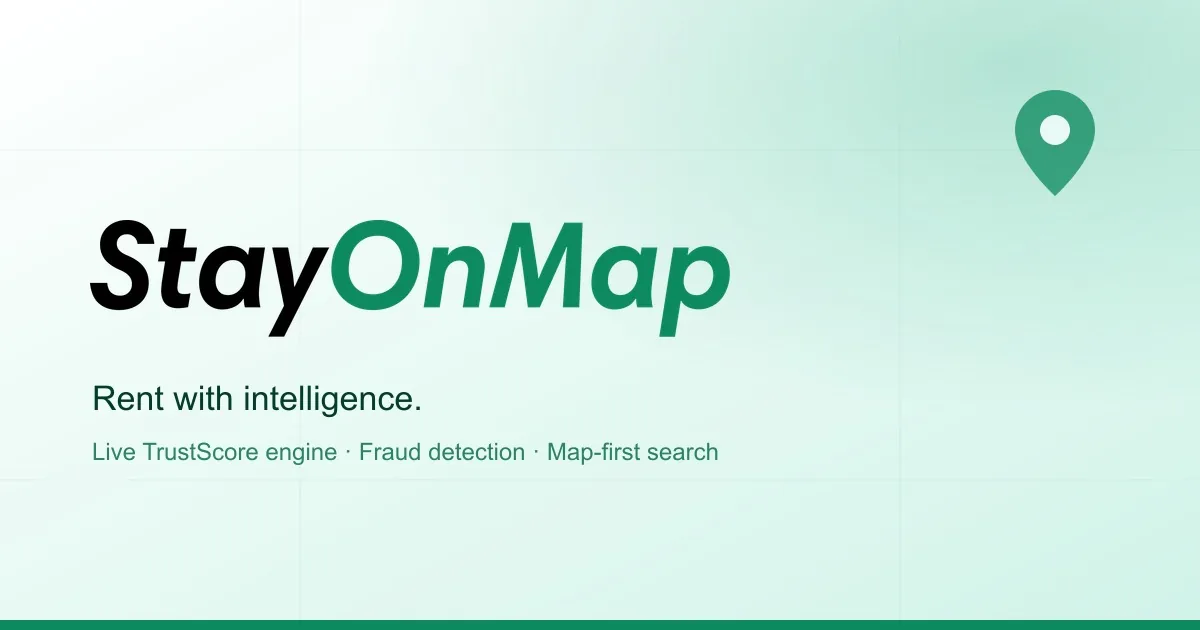 StayOnMap
Rent with intelligence.
Live TrustScore engine · Fraud detection · Map-first search